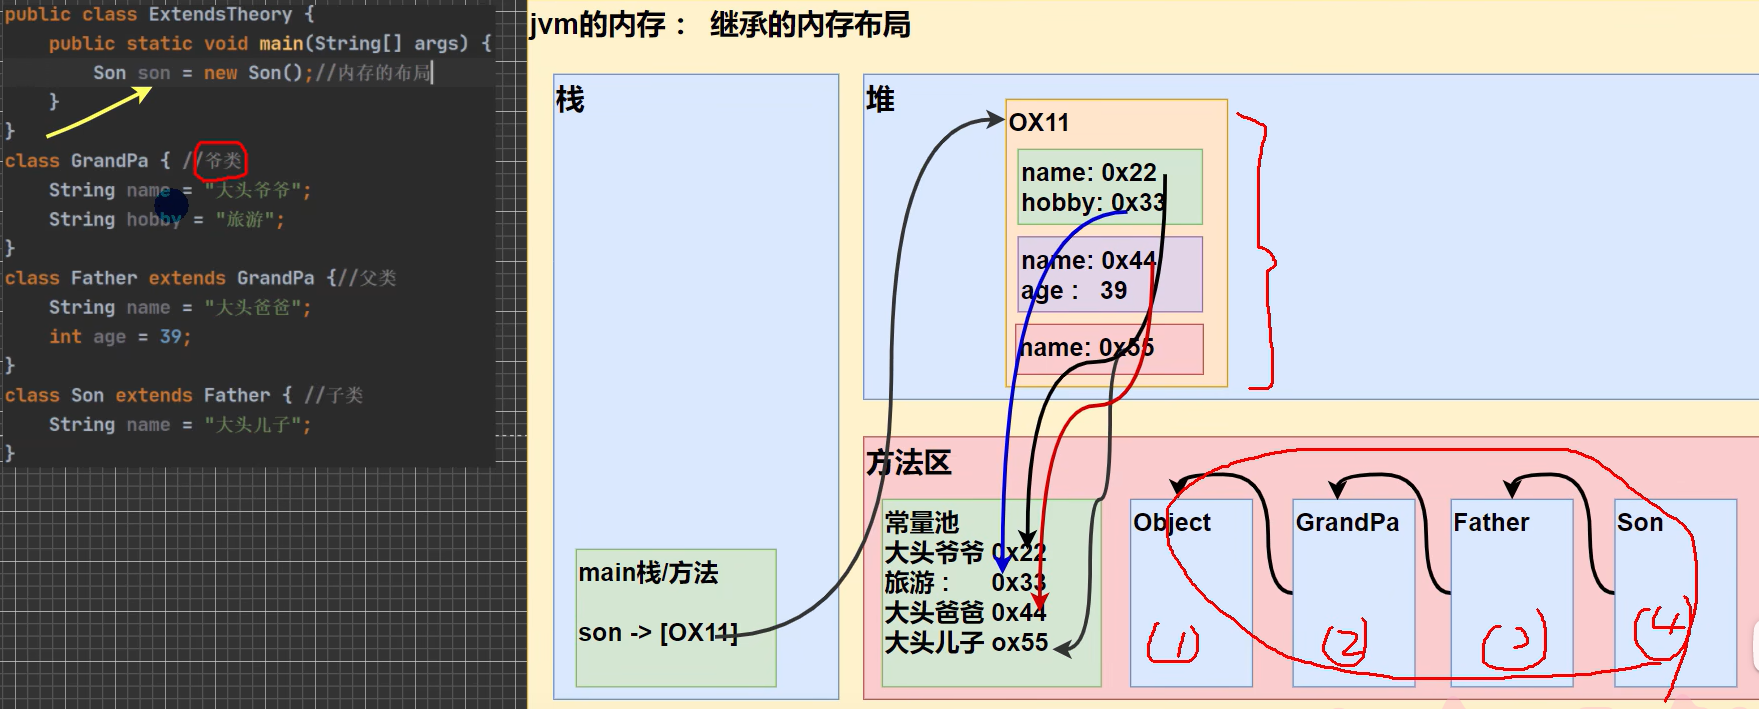 public class ExtendsTheory {
public static void main(String[] args) {
Son son = new Son();//内存的布局
}
}
class GrandPa { //爷类
String name = "大头爷爷";
String hobby = "旅游";
}
class Father extends GrandPa {//父类
String name = "大头爸爸";
int age = 39;
}
class Son extends Father { //子类
String name = "大头儿子";
}
jvm的内存： 继承的内存布局
栈
main栈/方法
son -> [OX11]
堆
OX11
name: 0x22
hobby: 0x33
name: 0x44
age : 39
name: 0x55
方法区
常量池
大头爷爷 0x22
旅游 : 0x33
大头爸爸 0x44
大头儿子 ox55
Object
(1)
GrandPa
(2)
Father
(3)
Son
(4)